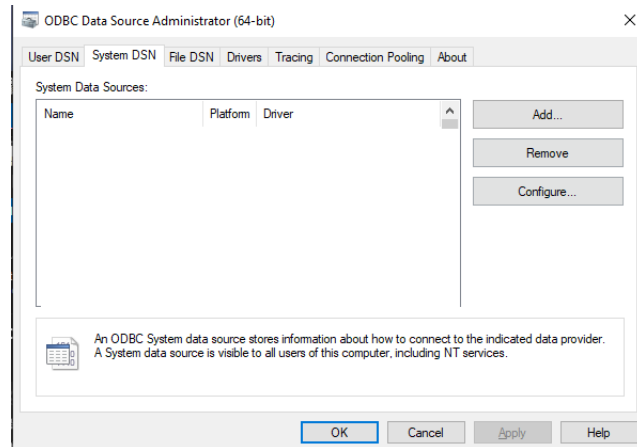 ODBC Data Source Administrator (64-bit)
User DSN System DSN File DSN Drivers Tracing Connection Pooling About
System Data Sources:
Name Platform Driver
Add...
Remove
Configure...
An ODBC System data source stores information about how to connect to the indicated data provider.
A System data source is visible to all users of this computer, including NT services.
OK Cancel Apply Help